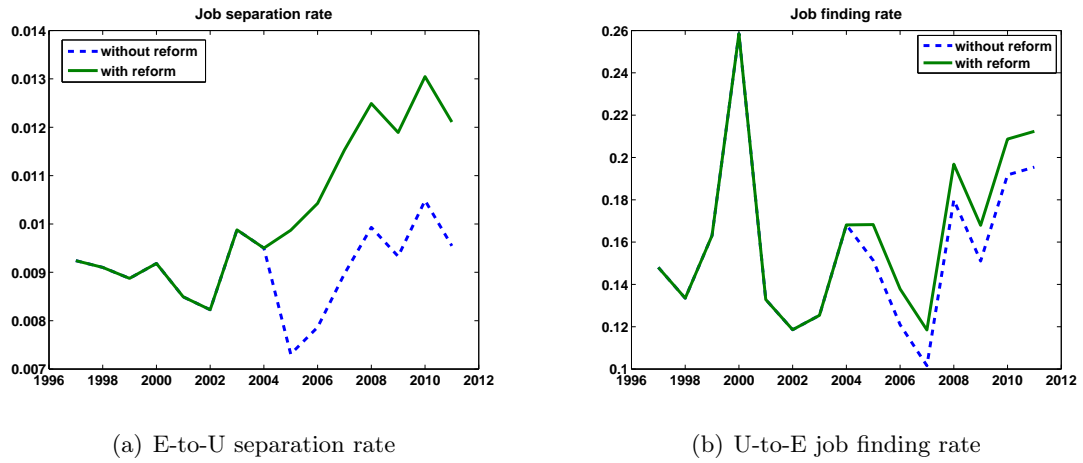 Job separation rate
0.014
0.013
0.012
0.011
0.01
0.009
0.008
0.007
1996 1998 2000 2002 2004 2006 2008 2010 2012
without reform
with reform
(a) E-to-U separation rate
Job finding rate
0.26
0.24
0.22
0.2
0.18
0.16
0.14
0.12
0.1
1996 1998 2000 2002 2004 2006 2008 2010 2012
without reform
with reform
(b) U-to-E job finding rate